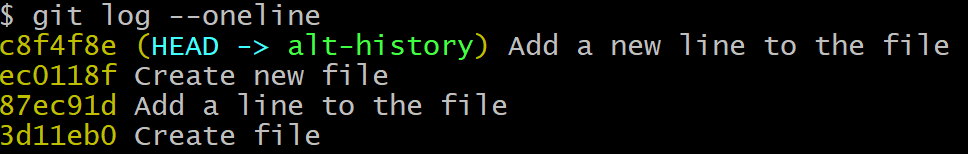 $ git log --oneline
c8f4f8e (HEAD -> alt-history) Add a new line to the file
ec0118f Create new file
87ec91d Add a line to the file
3d11eb0 Create file